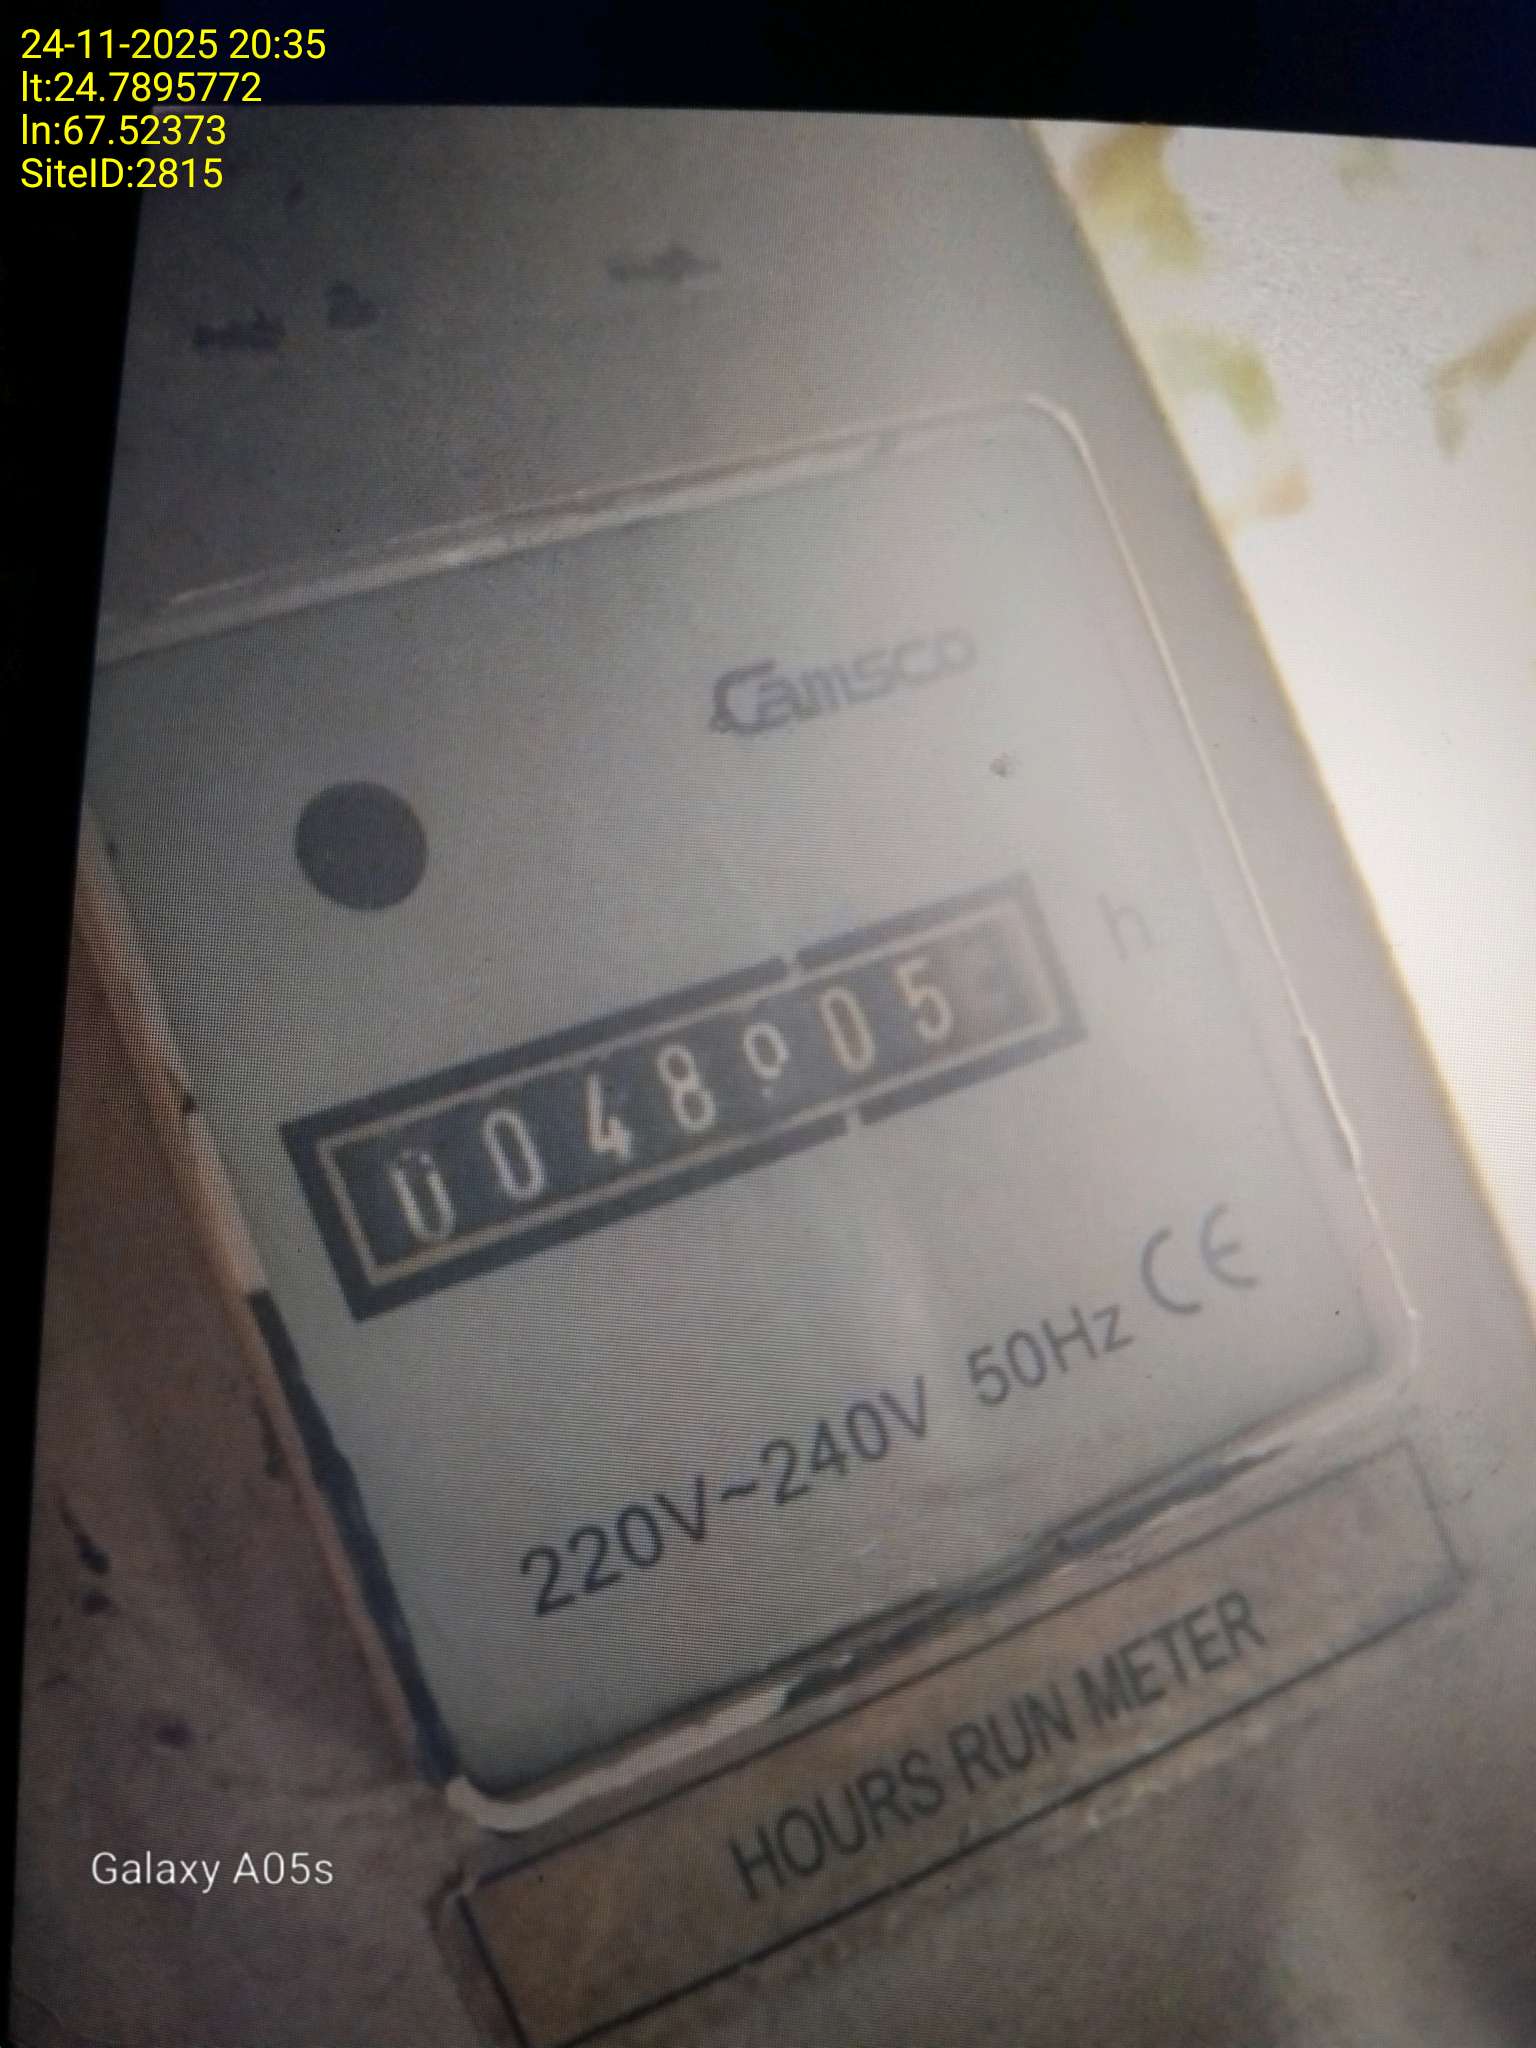 24-11-2025 20:35
lt:24.7895772
ln:67.52373
SiteID:2815
Camsco
0048905 h
220V~240V 50Hz CE
HOURS RUN METER
Galaxy A05s